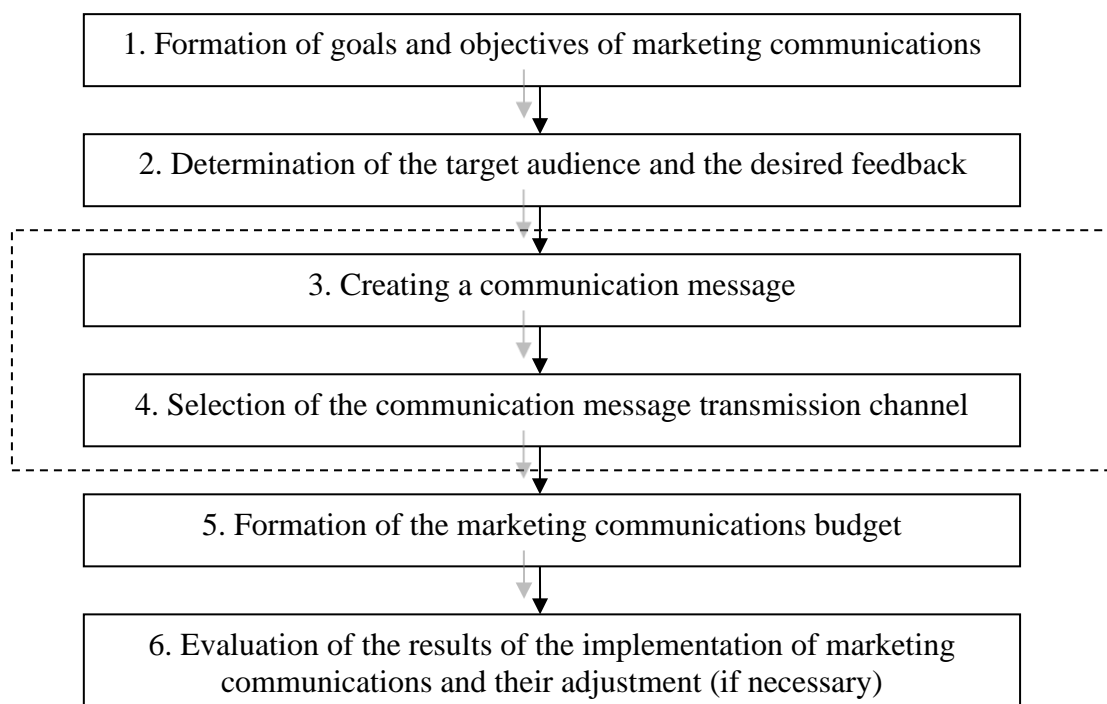 1. Formation of goals and objectives of marketing communications
2. Determination of the target audience and the desired feedback
3. Creating a communication message
4. Selection of the communication message transmission channel
5. Formation of the marketing communications budget
6. Evaluation of the results of the implementation of marketing
communications and their adjustment (if necessary)